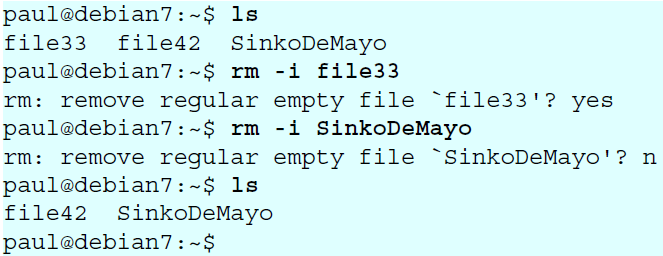 paul@debian7:~$ ls
file33  file42  SinkoDeMayo
paul@debian7:~$ rm -i file33
rm: remove regular empty file `file33'? yes
paul@debian7:~$ rm -i SinkoDeMayo
rm: remove regular empty file `SinkoDeMayo'? n
paul@debian7:~$ ls
file42  SinkoDeMayo
paul@debian7:~$